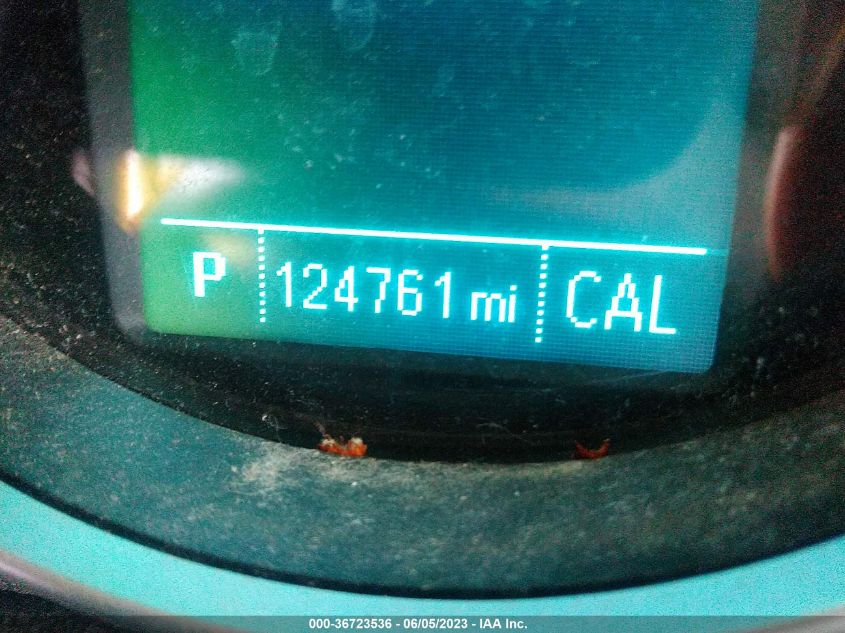 P 124761 mi CAL
000-36723536 - 06/05/2023 - IAA Inc.